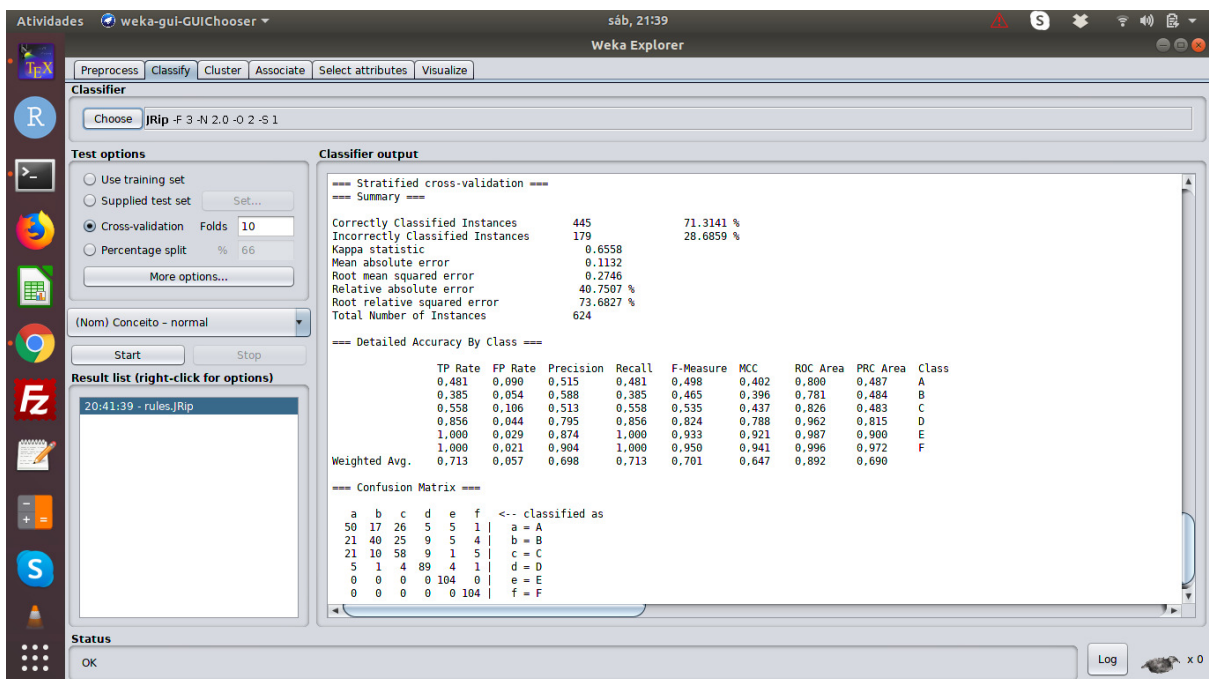 Atividades weka-gui-GUIChooser sáb, 21:39 S
Weka Explorer
TEX
Preprocess Classify Cluster Associate Select attributes Visualize
Classifier
R
Choose JRip -F 3 -N 2.0 -O 2 -S 1
Test options
Use training set
Supplied test set Set...
Cross-validation Folds 10
Percentage split % 66
More options...
(Nom) Conceito - normal
Start Stop
Result list (right-click for options)
20:41:39 - rules.JRip
Fz
S
Classifier output
=== Stratified cross-validation ===
=== Summary ===
Correctly Classified Instances 445 71.3141 %
Incorrectly Classified Instances 179 28.6859 %
Kappa statistic 0.6558
Mean absolute error 0.1132
Root mean squared error 0.2746
Relative absolute error 40.7507 %
Root relative squared error 73.6827 %
Total Number of Instances 624
=== Detailed Accuracy By Class ===
TP Rate FP Rate Precision Recall F-Measure MCC ROC Area PRC Area Class
0,481 0,090 0,515 0,481 0,498 0,402 0,800 0,487 A
0,385 0,054 0,588 0,385 0,465 0,396 0,781 0,484 B
0,558 0,106 0,513 0,558 0,535 0,437 0,826 0,483 C
0,856 0,044 0,795 0,856 0,824 0,788 0,962 0,815 D
1,000 0,029 0,874 1,000 0,933 0,921 0,987 0,900 E
1,000 0,021 0,904 1,000 0,950 0,941 0,996 0,972 F
Weighted Avg. 0,713 0,057 0,698 0,713 0,701 0,647 0,892 0,690
=== Confusion Matrix ===
a b c d e f <-- classified as
50 17 26 5 5 1 | a = A
21 40 25 9 5 4 | b = B
21 10 58 9 1 5 | c = C
5 1 4 89 4 1 | d = D
0 0 0 0 104 0 | e = E
0 0 0 0 0 104 | f = F
Status
OK
Log x 0